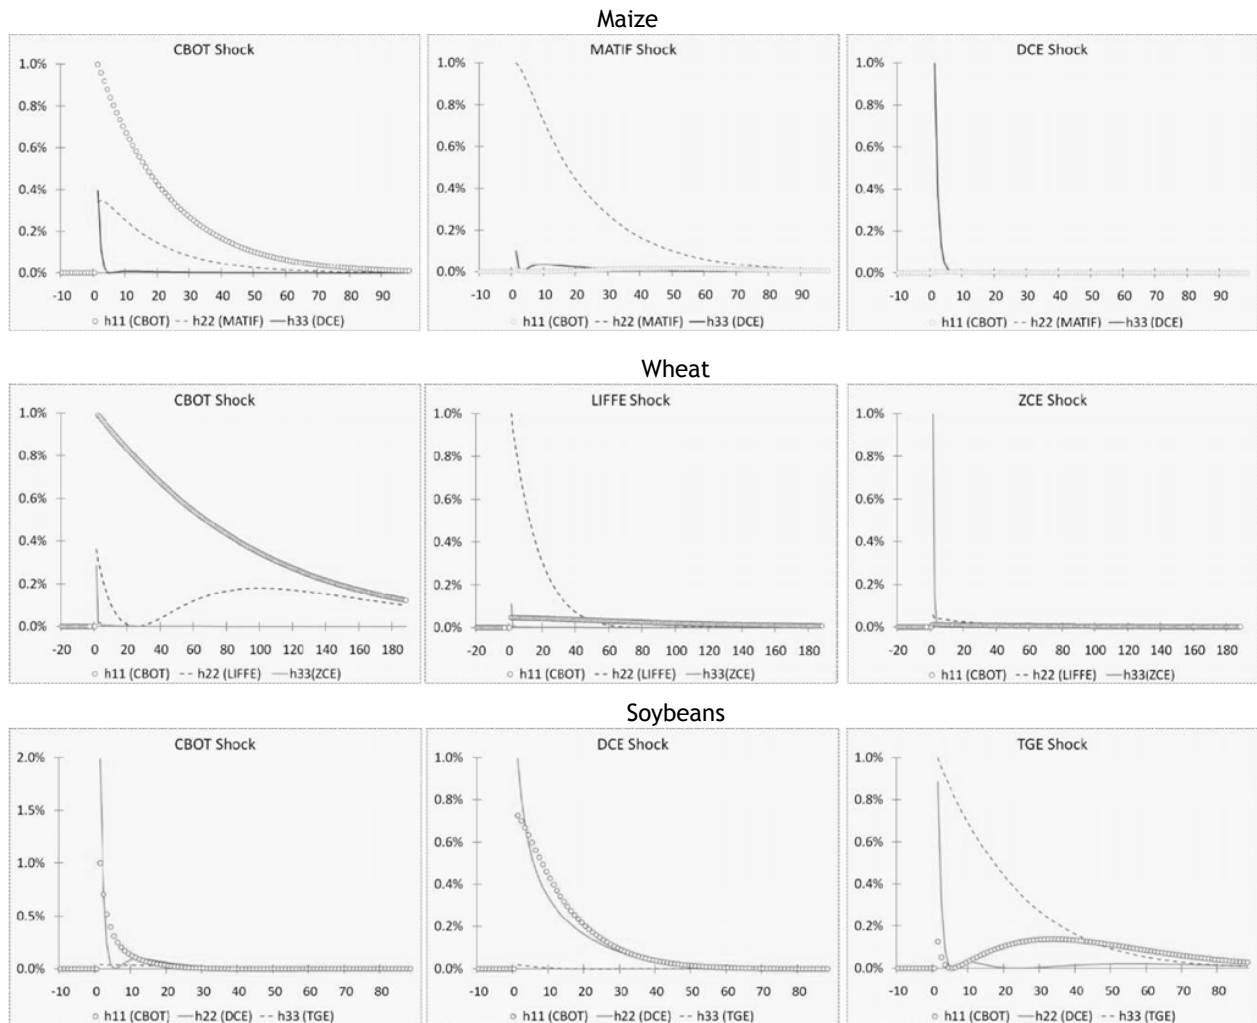 Maize
CBOT Shock
1.0%
0.8%
0.6%
0.4%
0.2%
0.0%
-10 0 10 20 30 40 50 60 70 80 90
h11 (CBOT) h22 (MATIF) h33 (DCE)
MATIF Shock
1.0%
0.8%
0.6%
0.4%
0.2%
0.0%
-10 0 10 20 30 40 50 60 70 80 90
h11 (CBOT) h22 (MATIF) h33 (DCE)
DCE Shock
1.0%
0.8%
0.6%
0.4%
0.2%
0.0%
-10 0 10 20 30 40 50 60 70 80 90
h11 (CBOT) h22 (MATIF) h33 (DCE)
Wheat
CBOT Shock
1.0%
0.8%
0.6%
0.4%
0.2%
0.0%
-20 0 20 40 60 80 100 120 140 160 180
h11 (CBOT) h22 (LIFFE) h33(ZCE)
LIFFE Shock
1.0%
0.8%
0.6%
0.4%
0.2%
0.0%
-20 0 20 40 60 80 100 120 140 160 180
h11 (CBOT) h22 (LIFFE) h33(ZCE)
ZCE Shock
1.0%
0.8%
0.6%
0.4%
0.2%
0.0%
-20 0 20 40 60 80 100 120 140 160 180
h11 (CBOT) h22 (LIFFE) h33(ZCE)
Soybeans
CBOT Shock
2.0%
1.5%
1.0%
0.5%
0.0%
-10 0 10 20 30 40 50 60 70 80
h11 (CBOT) h22 (DCE) h33 (TGE)
DCE Shock
1.0%
0.8%
0.6%
0.4%
0.2%
0.0%
-10 0 10 20 30 40 50 60 70 80
h11 (CBOT) h22 (DCE) h33 (TGE)
TGE Shock
1.0%
0.8%
0.6%
0.4%
0.2%
0.0%
-10 0 10 20 30 40 50 60 70 80
h11 (CBOT) h22 (DCE) h33 (TGE)